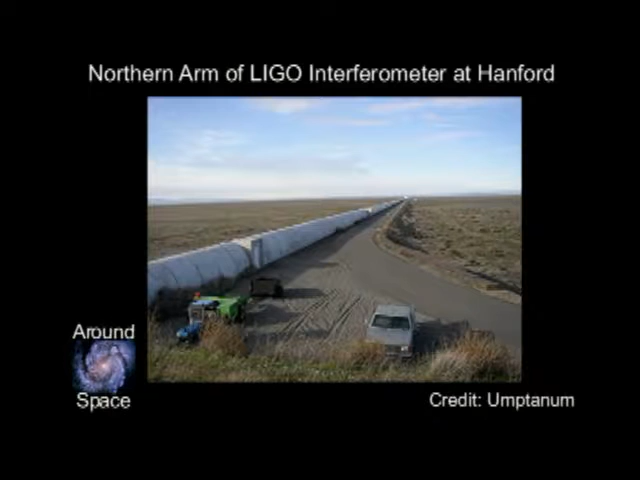 Northern Arm of LIGO Interferometer at Hanford
Around
Space
Credit: Umptanum